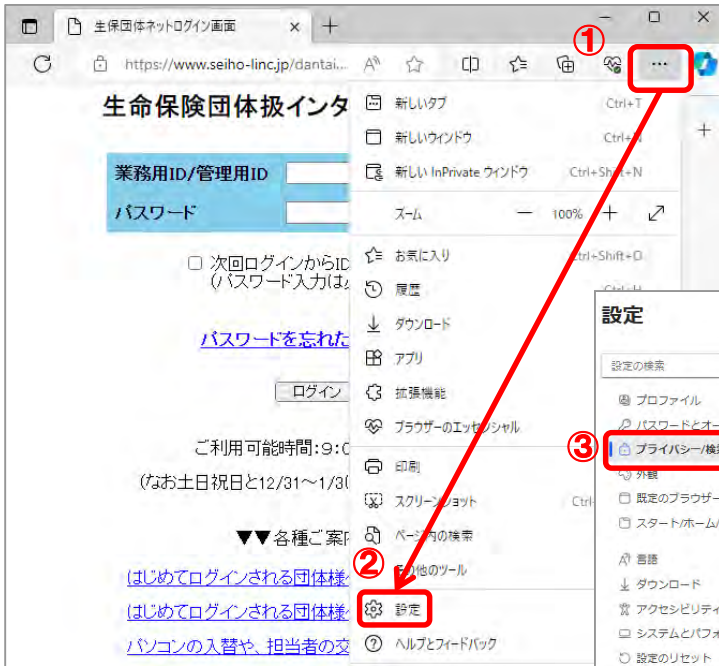 生保団体ネットログイン画面
https://www.seiho-linc.jp/dantai...
①
生命保険団体扱インタ
業務用ID/管理用ID
パスワード
次回ログインからID
(パスワード入力は
パスワードを忘れた
ログイン
ご利用可能時間:9:0
(なお土日祝日と12/31～1/3
▼▼各種ご案
はじめてログインされる団体様
はじめてログインされる団体様
パソコンの入替や、担当者の交
新しいタブ Ctrl+T
新しいウィンドウ Ctrl+N
新しい InPrivate ウィンドウ Ctrl+Shift+N
ズーム 100%
お気に入り Ctrl+Shift+O
履歴 Ctrl+H
ダウンロード
アプリ
拡張機能
ブラウザーのエッセンシャル
印刷
スクリーンショット Ctrl
ページ内の検索
②
その他のツール
設定
ヘルプとフィードバック
設定
設定の検索
プロファイル
パスワードとオー
③
プライバシー/検
外観
既定のブラウザー
スタート/ホーム/
言語
ダウンロード
アクセシビリティ
システムとパフォ
設定のリセット